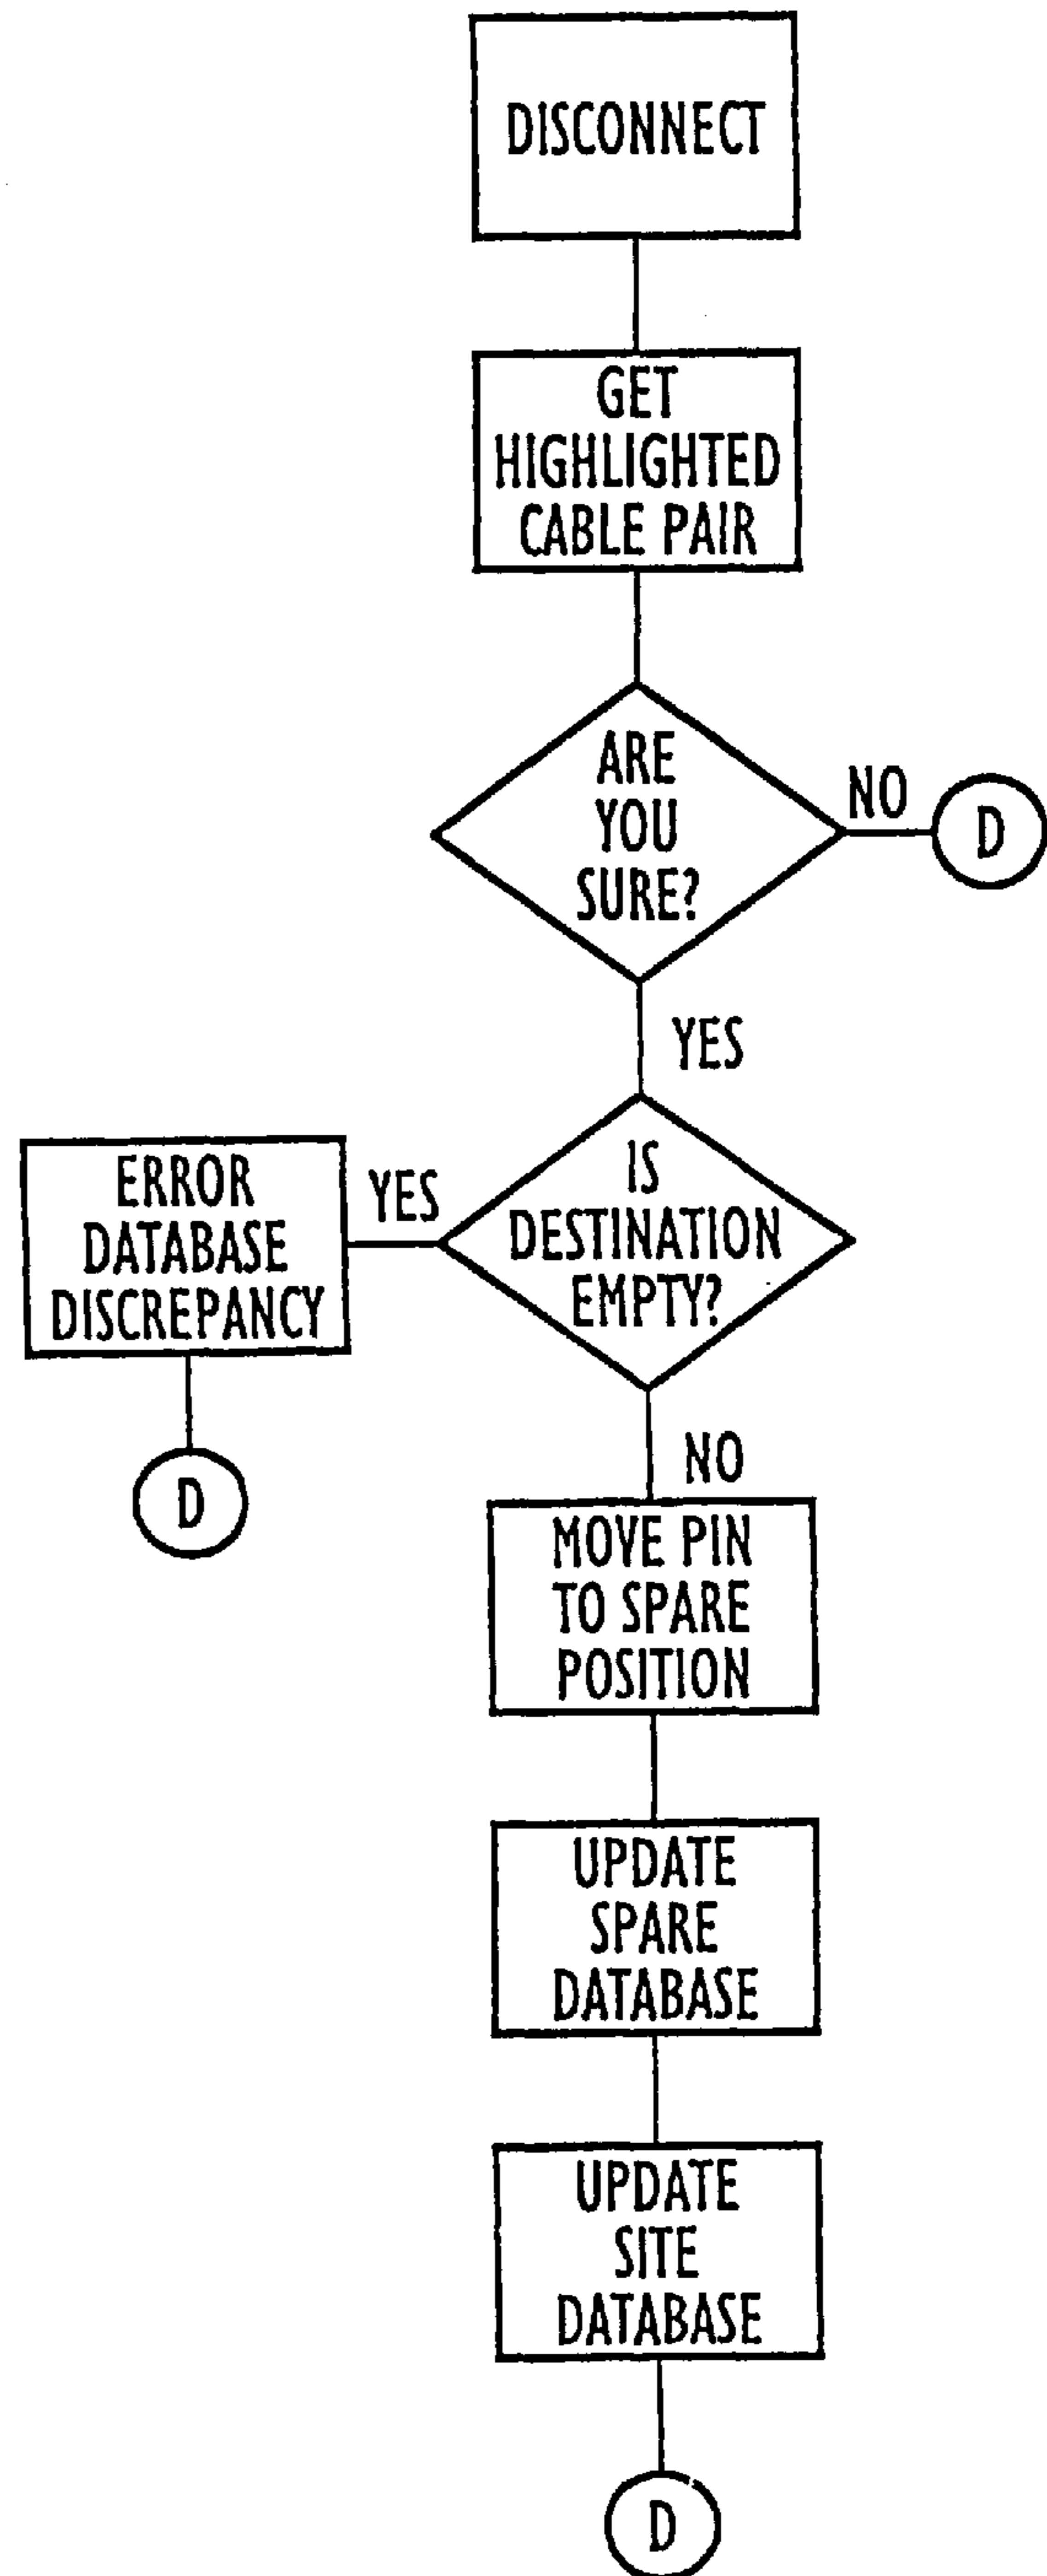 DISCONNECT
GET
HIGHLIGHTED
CABLE PAIR
ARE
YOU
SURE?
NO
D
YES
IS
DESTINATION
EMPTY?
YES
ERROR
DATABASE
DISCREPANCY
D
NO
MOVE PIN
TO SPARE
POSITION
UPDATE
SPARE
DATABASE
UPDATE
SITE
DATABASE
D